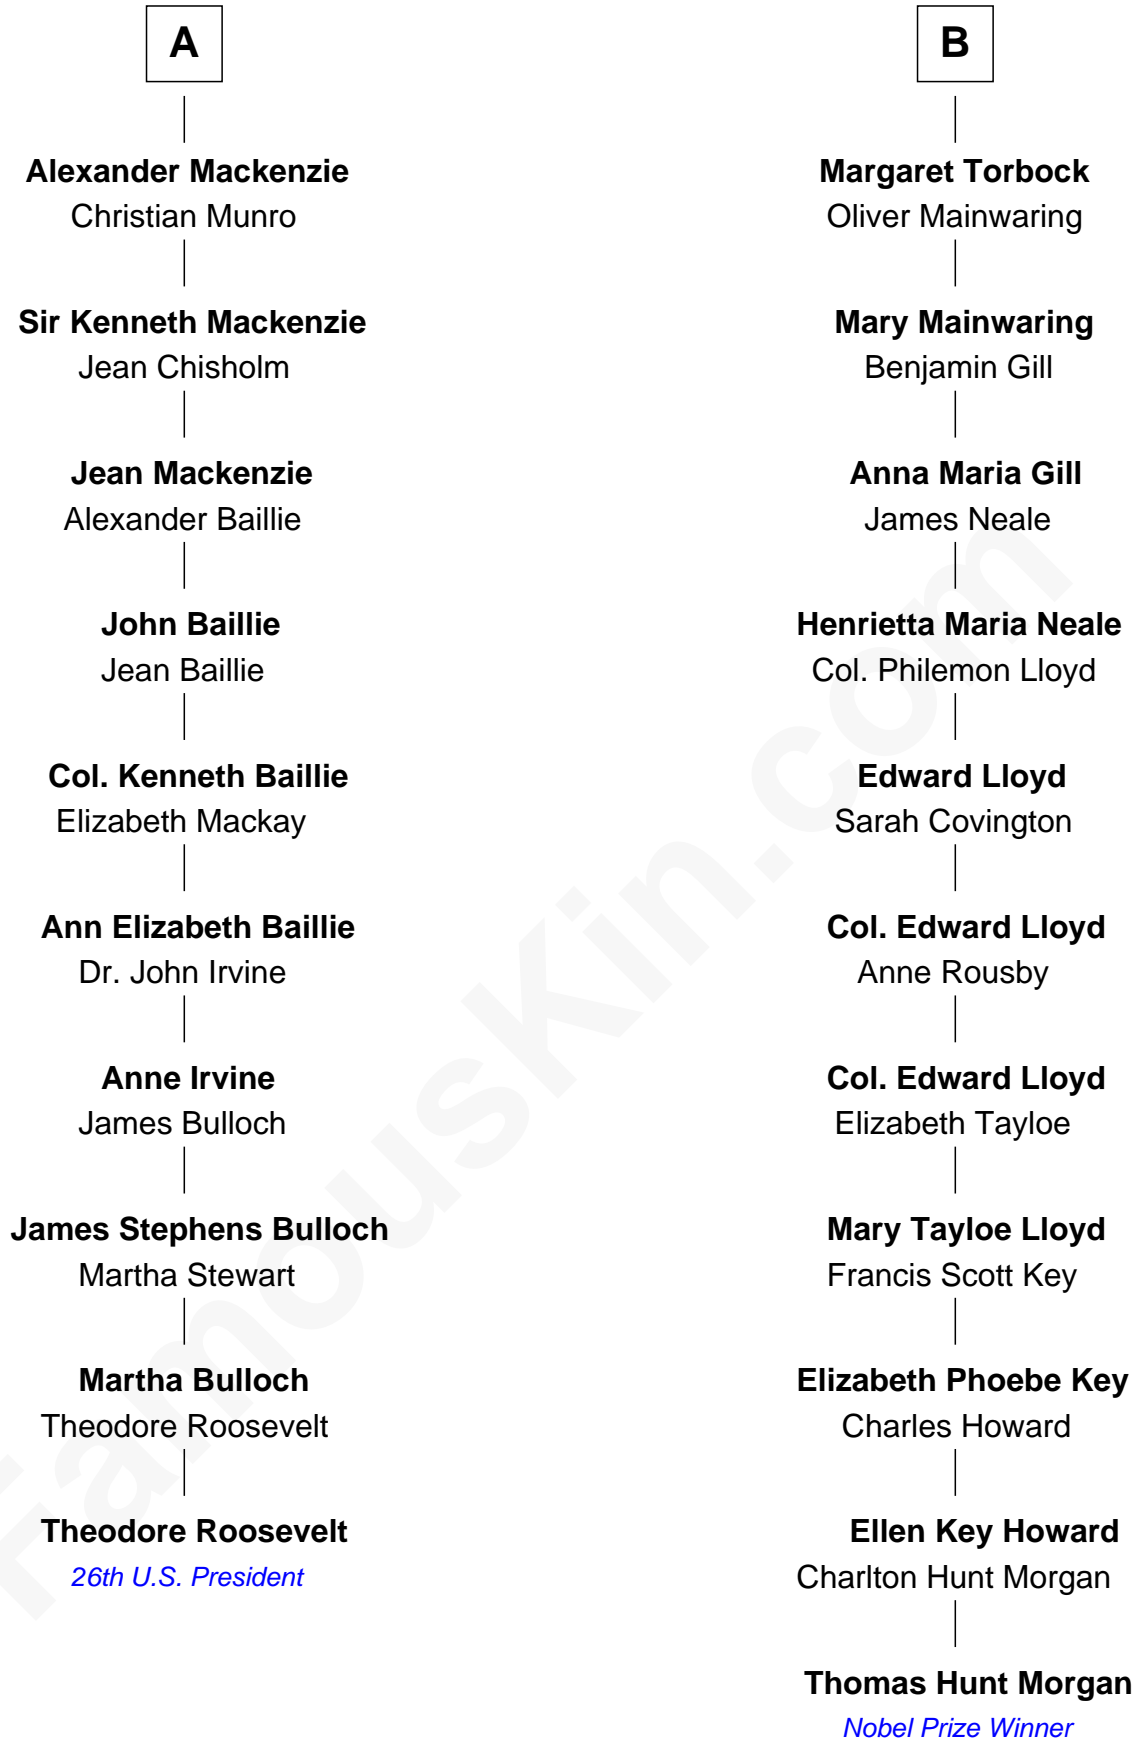 A
Alexander Mackenzie
Christian Munro
Sir Kenneth Mackenzie
Jean Chisholm
Jean Mackenzie
Alexander Baillie
John Baillie
Jean Baillie
Col. Kenneth Baillie
Elizabeth Mackay
Ann Elizabeth Baillie
Dr. John Irvine
Anne Irvine
James Bulloch
James Stephens Bulloch
Martha Stewart
Martha Bulloch
Theodore Roosevelt
Theodore Roosevelt
26th U.S. President
B
Margaret Torbock
Oliver Mainwaring
Mary Mainwaring
Benjamin Gill
Anna Maria Gill
James Neale
Henrietta Maria Neale
Col. Philemon Lloyd
Edward Lloyd
Sarah Covington
Col. Edward Lloyd
Anne Rousby
Col. Edward Lloyd
Elizabeth Tayloe
Mary Tayloe Lloyd
Francis Scott Key
Elizabeth Phoebe Key
Charles Howard
Ellen Key Howard
Charlton Hunt Morgan
Thomas Hunt Morgan
Nobel Prize Winner
FamousKin.com